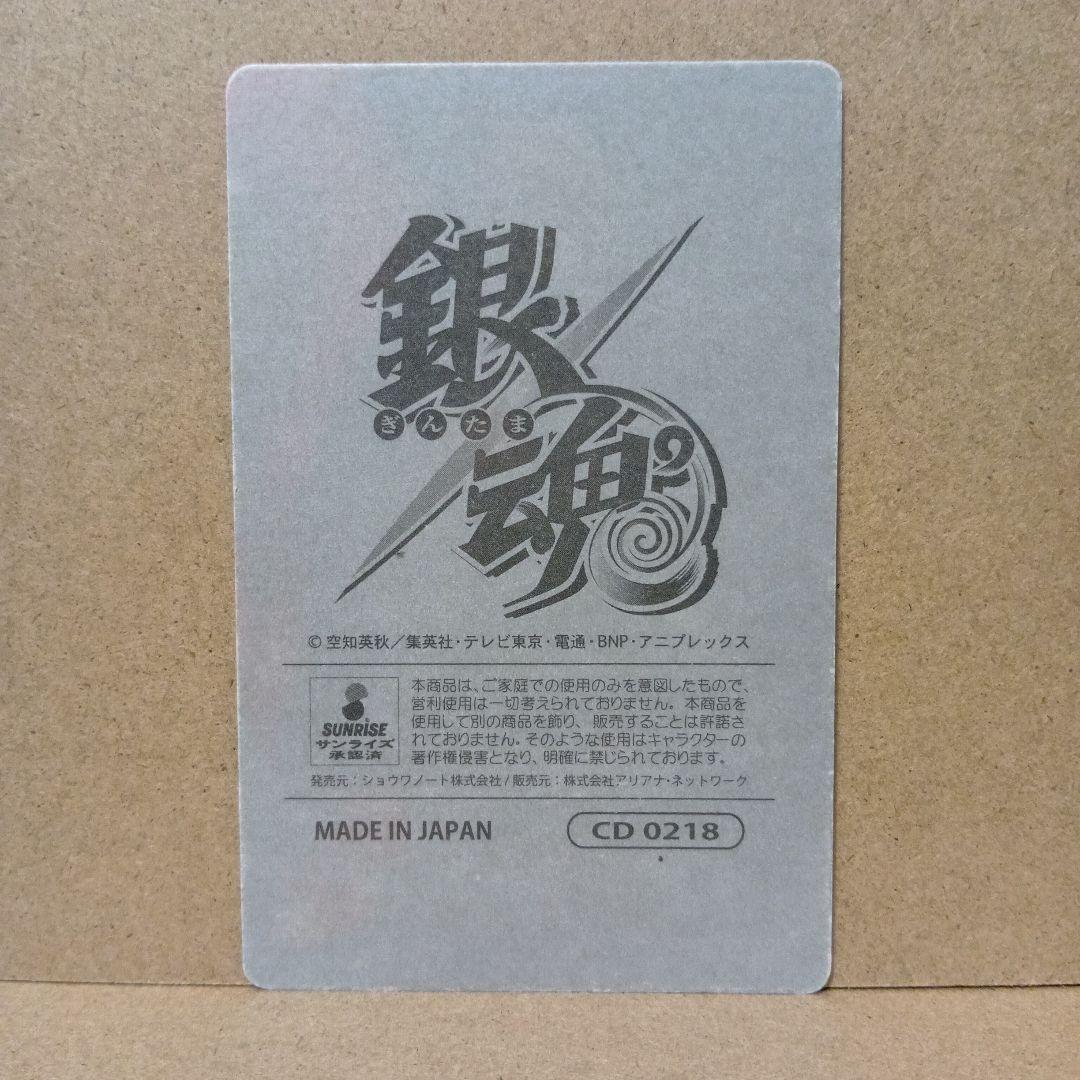 銀
ぎんたま
魂
© 空知英秋／集英社・テレビ東京・電通・BNP・アニプレックス
SUNRISE
サンライズ
承認済
本商品は、ご家庭での使用のみを意図したもので、
営利使用は一切考えられておりません。本商品を
使用して別の商品を飾り、販売することは許諾さ
れておりません。そのような使用はキャラクターの
著作権侵害となり、明確に禁じられております。
発売元：ショウワノート株式会社/販売元：株式会社アリアナ・ネットワーク
MADE IN JAPAN
CD 0218